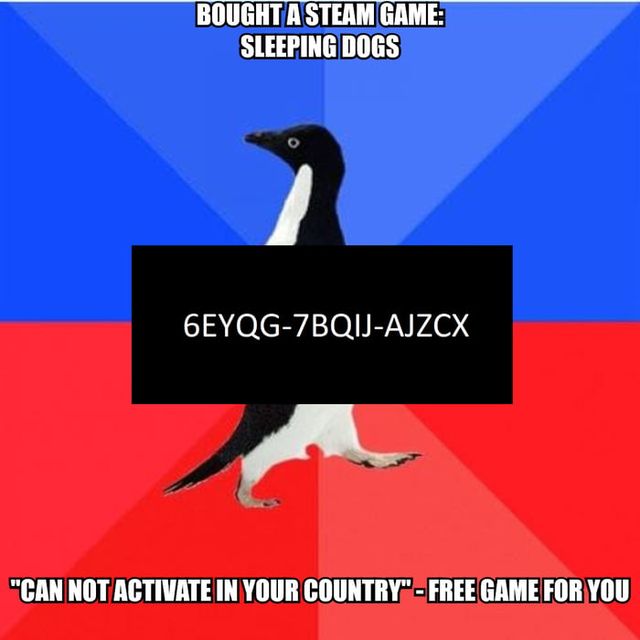 BOUGHT A STEAM GAME:
SLEEPING DOGS
6EYQG-7BQIJ-AJZCX
"CAN NOT ACTIVATE IN YOUR COUNTRY" - FREE GAME FOR YOU